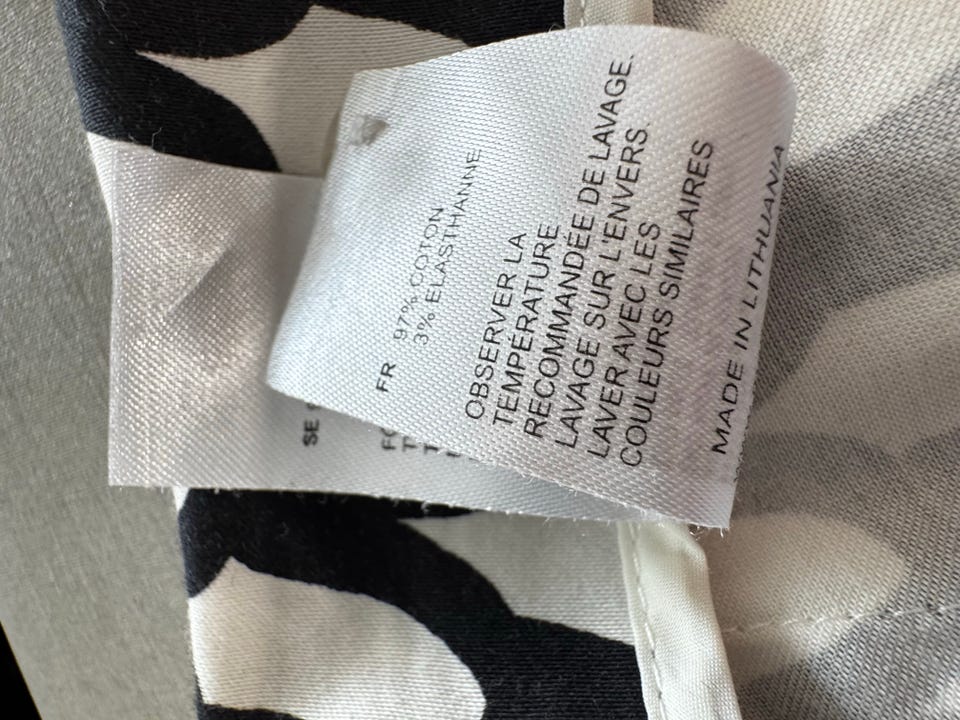 FR 97% COTON
3% ELASTHANNE
OBSERVER LA
TEMPÉRATURE
RECOMMANDÉE DE LAVAGE.
LAVAGE SUR L'ENVERS.
LAVER AVEC LES
COULEURS SIMILAIRES
MADE IN LITHUANIA
SE